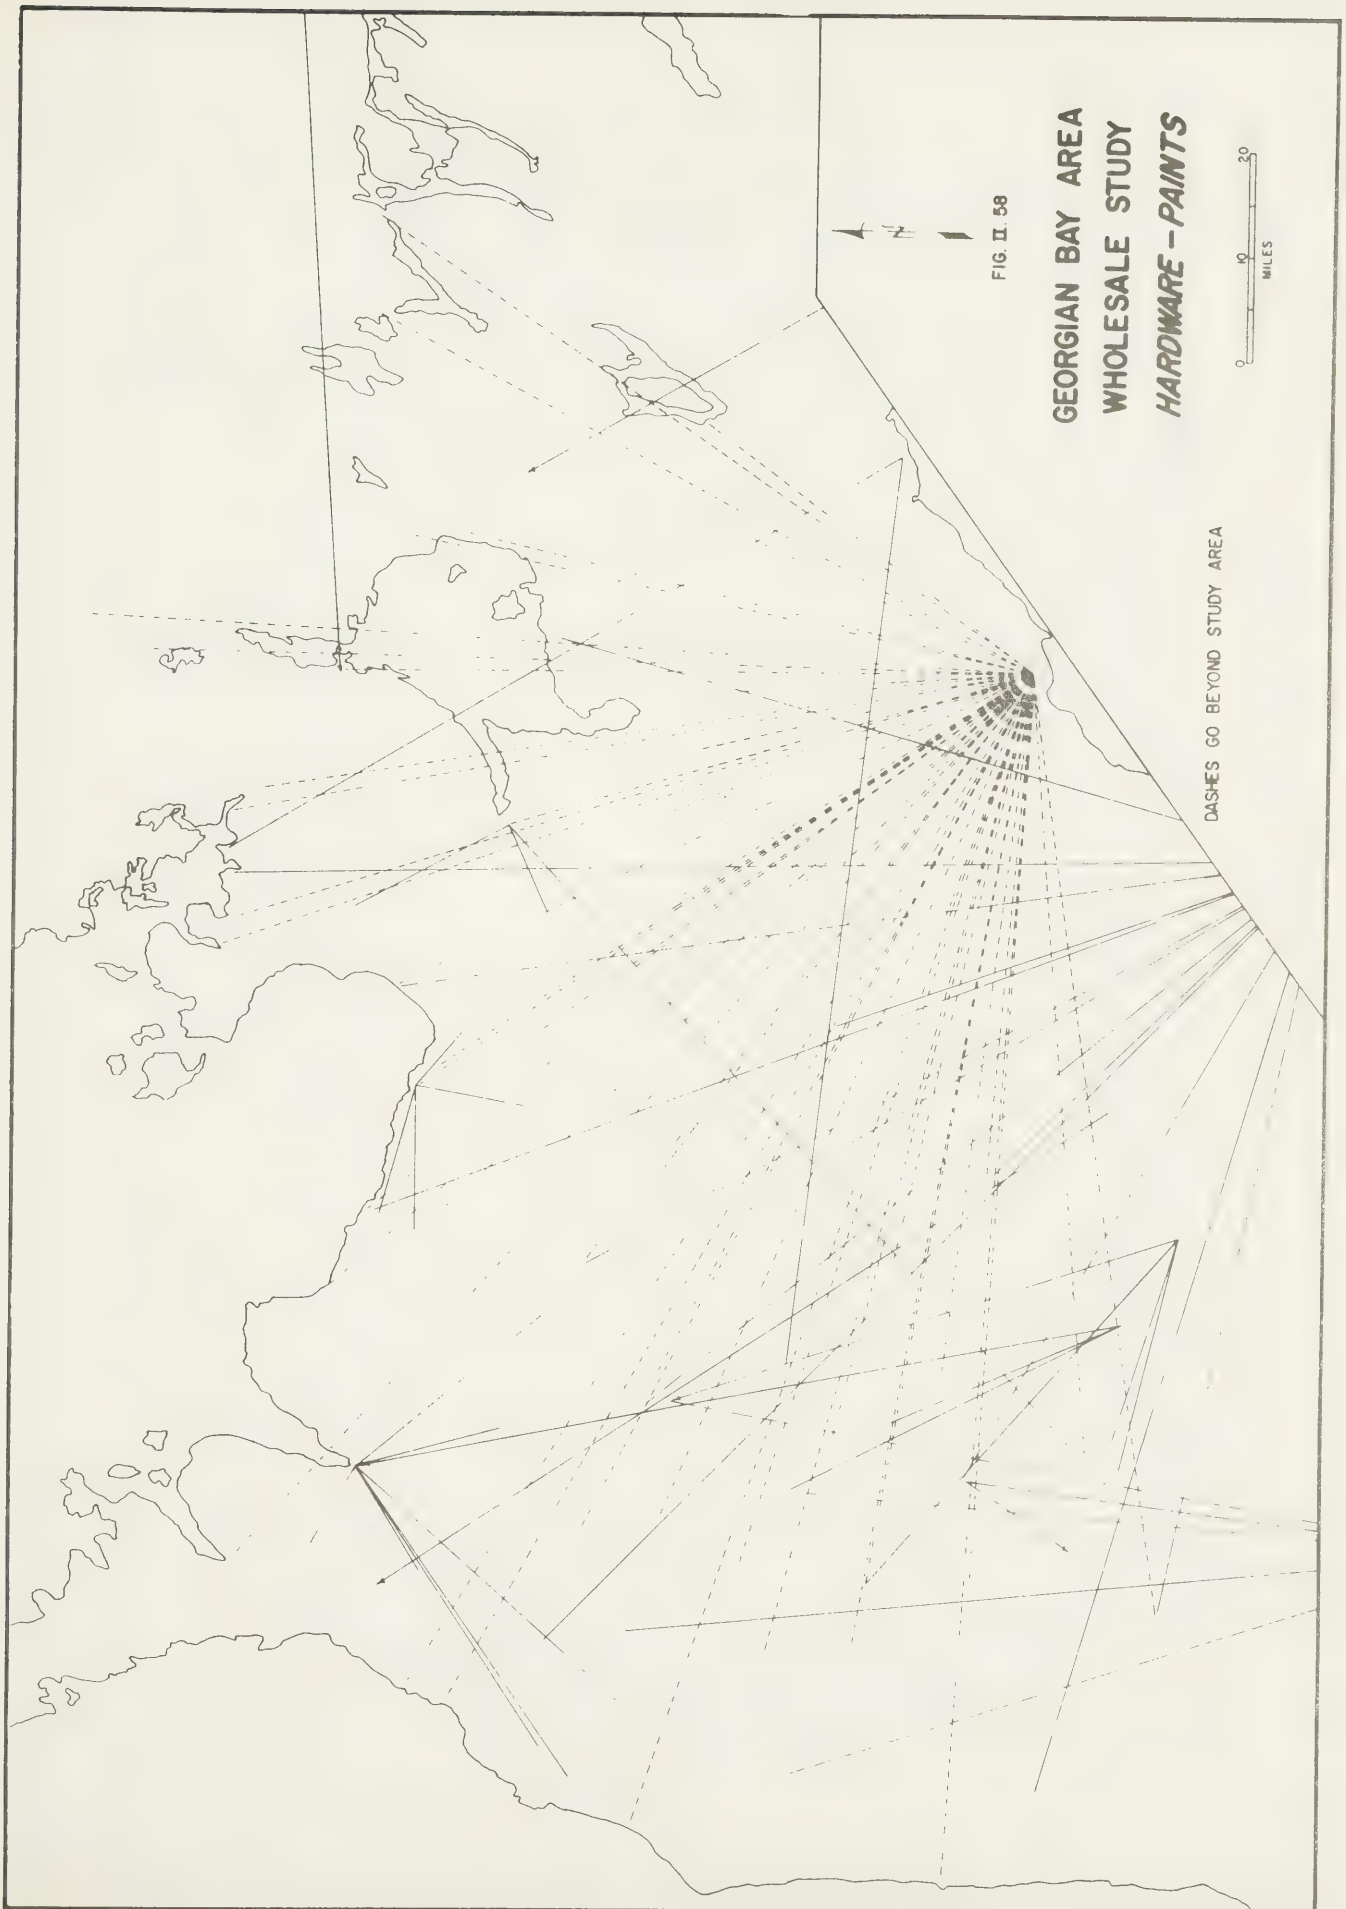 FIG. II. 58
GEORGIAN BAY AREA
WHOLESALE STUDY
HARDWARE - PAINTS
0 10 20
MILES
DASHES GO BEYOND STUDY AREA
N